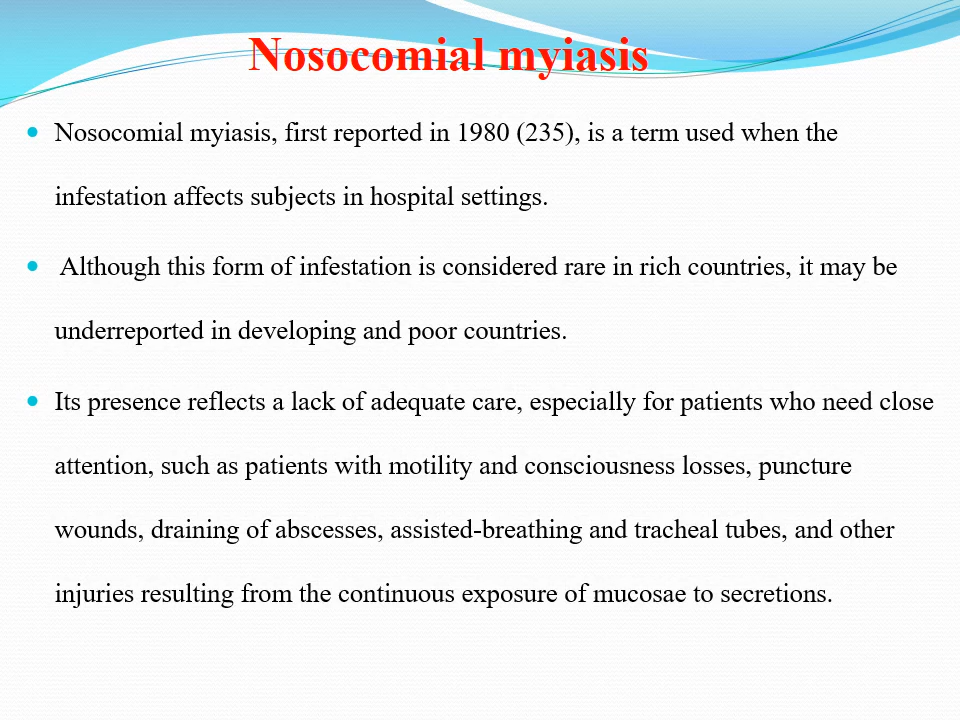 Nosocomial myiasis
• Nosocomial myiasis, first reported in 1980 (235), is a term used when the
infestation affects subjects in hospital settings.
• Although this form of infestation is considered rare in rich countries, it may be
underreported in developing and poor countries.
• Its presence reflects a lack of adequate care, especially for patients who need close
attention, such as patients with motility and consciousness losses, puncture
wounds, draining of abscesses, assisted-breathing and tracheal tubes, and other
injuries resulting from the continuous exposure of mucosae to secretions.